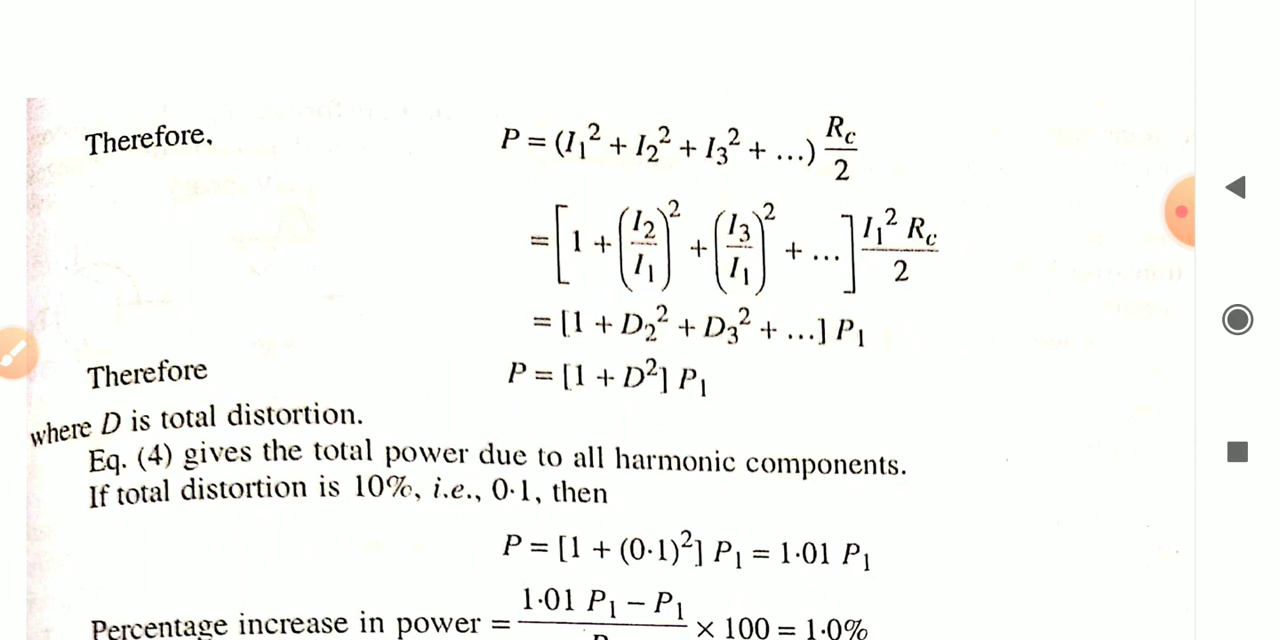 Therefore, P = (I₁² + I₂² + I₃² + ...) R_c/2
= [1 + (I₂/I₁)² + (I₃/I₁)² + ...] I₁² R_c/2
= [1 + D₂² + D₃² + ...] P₁
Therefore P = [1 + D²] P₁
where D is total distortion.
Eq. (4) gives the total power due to all harmonic components.
If total distortion is 10%, i.e., 0·1, then
P = [1 + (0·1)²] P₁ = 1·01 P₁
Percentage increase in power = (1·01 P₁ − P₁)/ × 100 = 1·0%